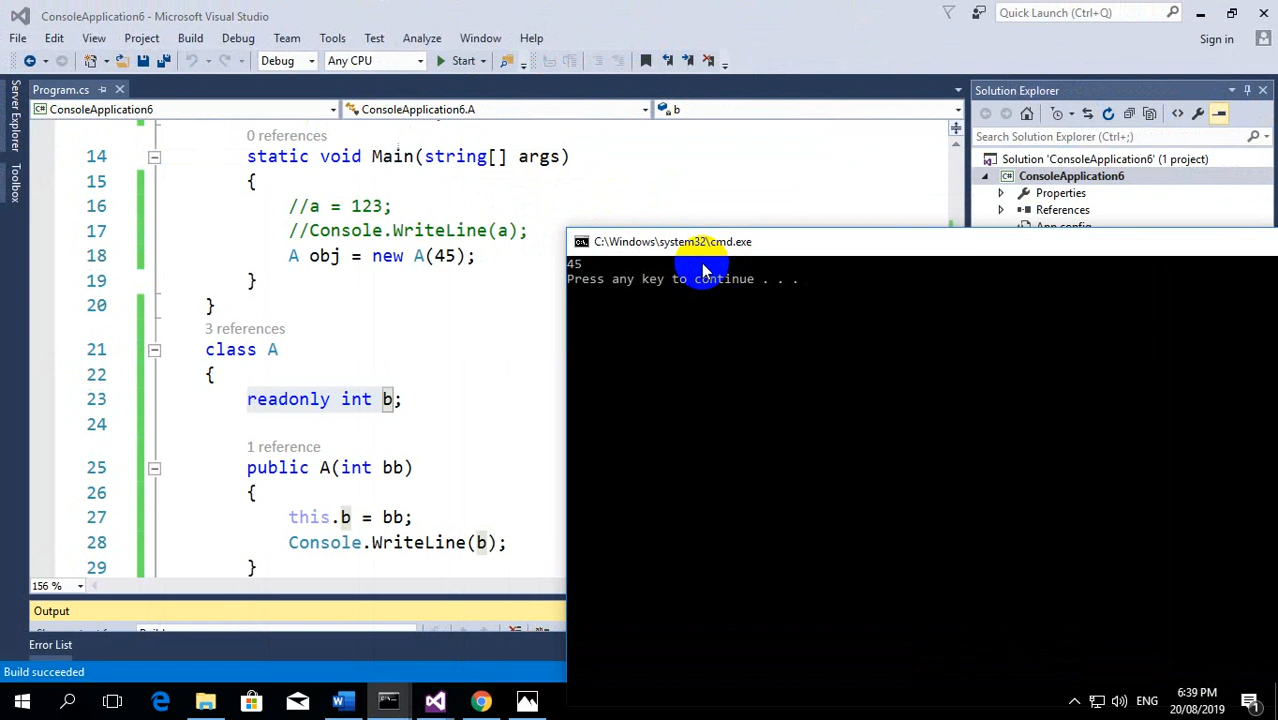 ConsoleApplication6 - Microsoft Visual Studio
Quick Launch (Ctrl+Q)
File Edit View Project Build Debug Team Tools Test Analyze Window Help
Sign in
Debug Any CPU Start
Server Explorer
Toolbox
Program.cs
ConsoleApplication6 ConsoleApplication6.A b
0 references
14 static void Main(string[] args)
15 {
16 //a = 123;
17 //Console.WriteLine(a);
18 A obj = new A(45);
19 }
20 }
3 references
21 class A
22 {
23 readonly int b;
24
1 reference
25 public A(int bb)
26 {
27 this.b = bb;
28 Console.WriteLine(b);
29 }
156 %
Output
Error List
Build succeeded
Solution Explorer
Search Solution Explorer (Ctrl+;)
Solution 'ConsoleApplication6' (1 project)
C# ConsoleApplication6
Properties
References
App.config
C:\Windows\system32\cmd.exe
45
Press any key to continue . . .
ENG
6:39 PM
20/08/2019